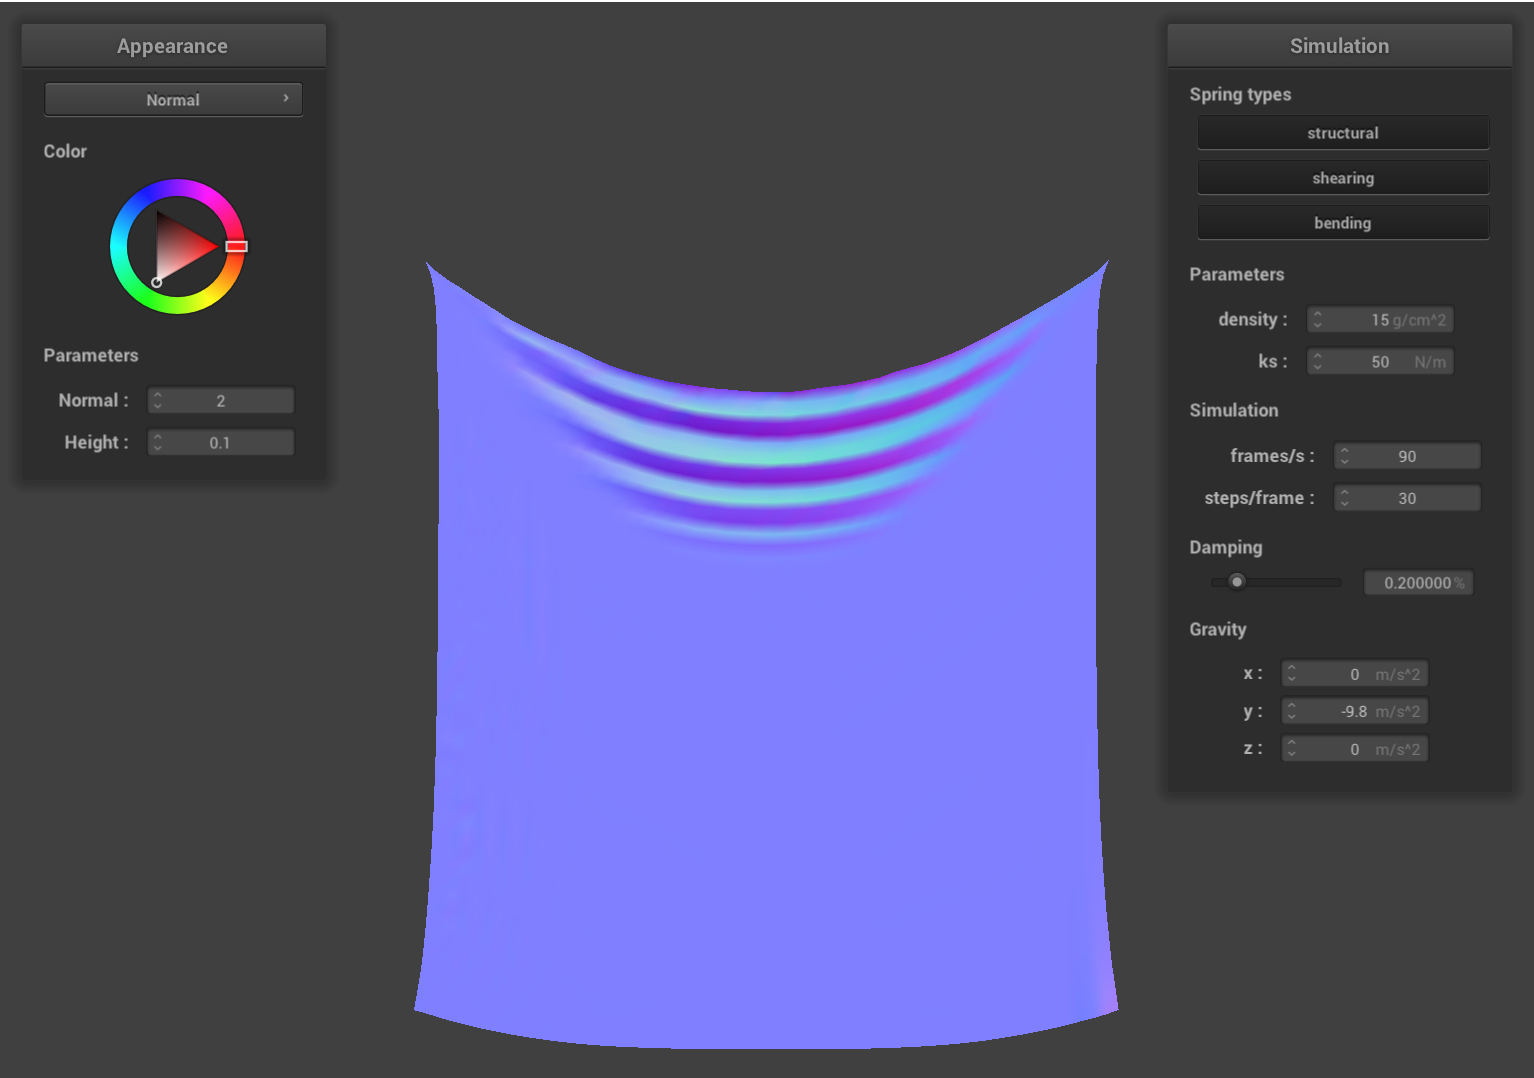 Appearance
Normal
Color
Parameters
Normal : 2
Height : 0.1
Simulation
Spring types
structural
shearing
bending
Parameters
density : 15 g/cm^2
ks : 50 N/m
Simulation
frames/s : 90
steps/frame : 30
Damping
0.200000 %
Gravity
x : 0 m/s^2
y : -9.8 m/s^2
z : 0 m/s^2